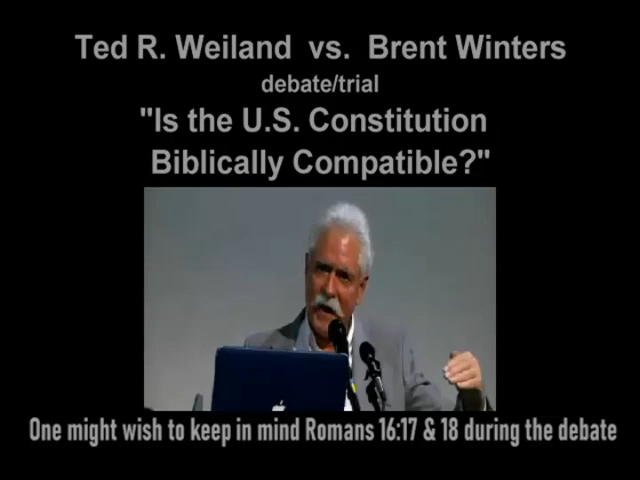 Ted R. Weiland vs. Brent Winters
debate/trial
"Is the U.S. Constitution
Biblically Compatible?"
One might wish to keep in mind Romans 16:17 & 18 during the debate